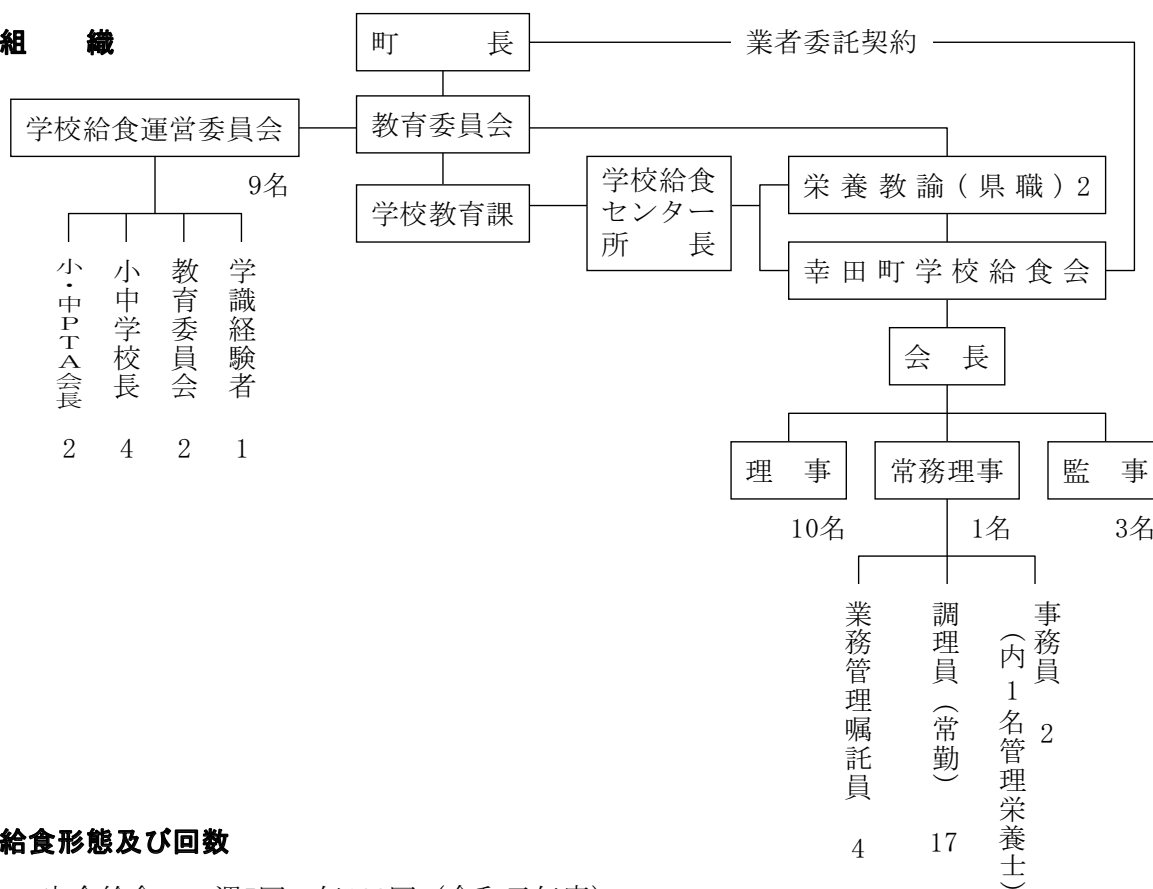 組　織
町　長
業者委託契約
学校給食運営委員会
教育委員会
9名
学校教育課
学校給食
センター
所　長
栄養教諭(県職)2
幸田町学校給食会
小・中PTA会長　2
小中学校長　4
教育委員会　2
学識経験者　1
会　長
理　事
常務理事
監　事
10名
1名
3名
業務管理嘱託員　4
調理員(常勤)　17
事務員　2
(内1名管理栄養士)
給食形態及び回数